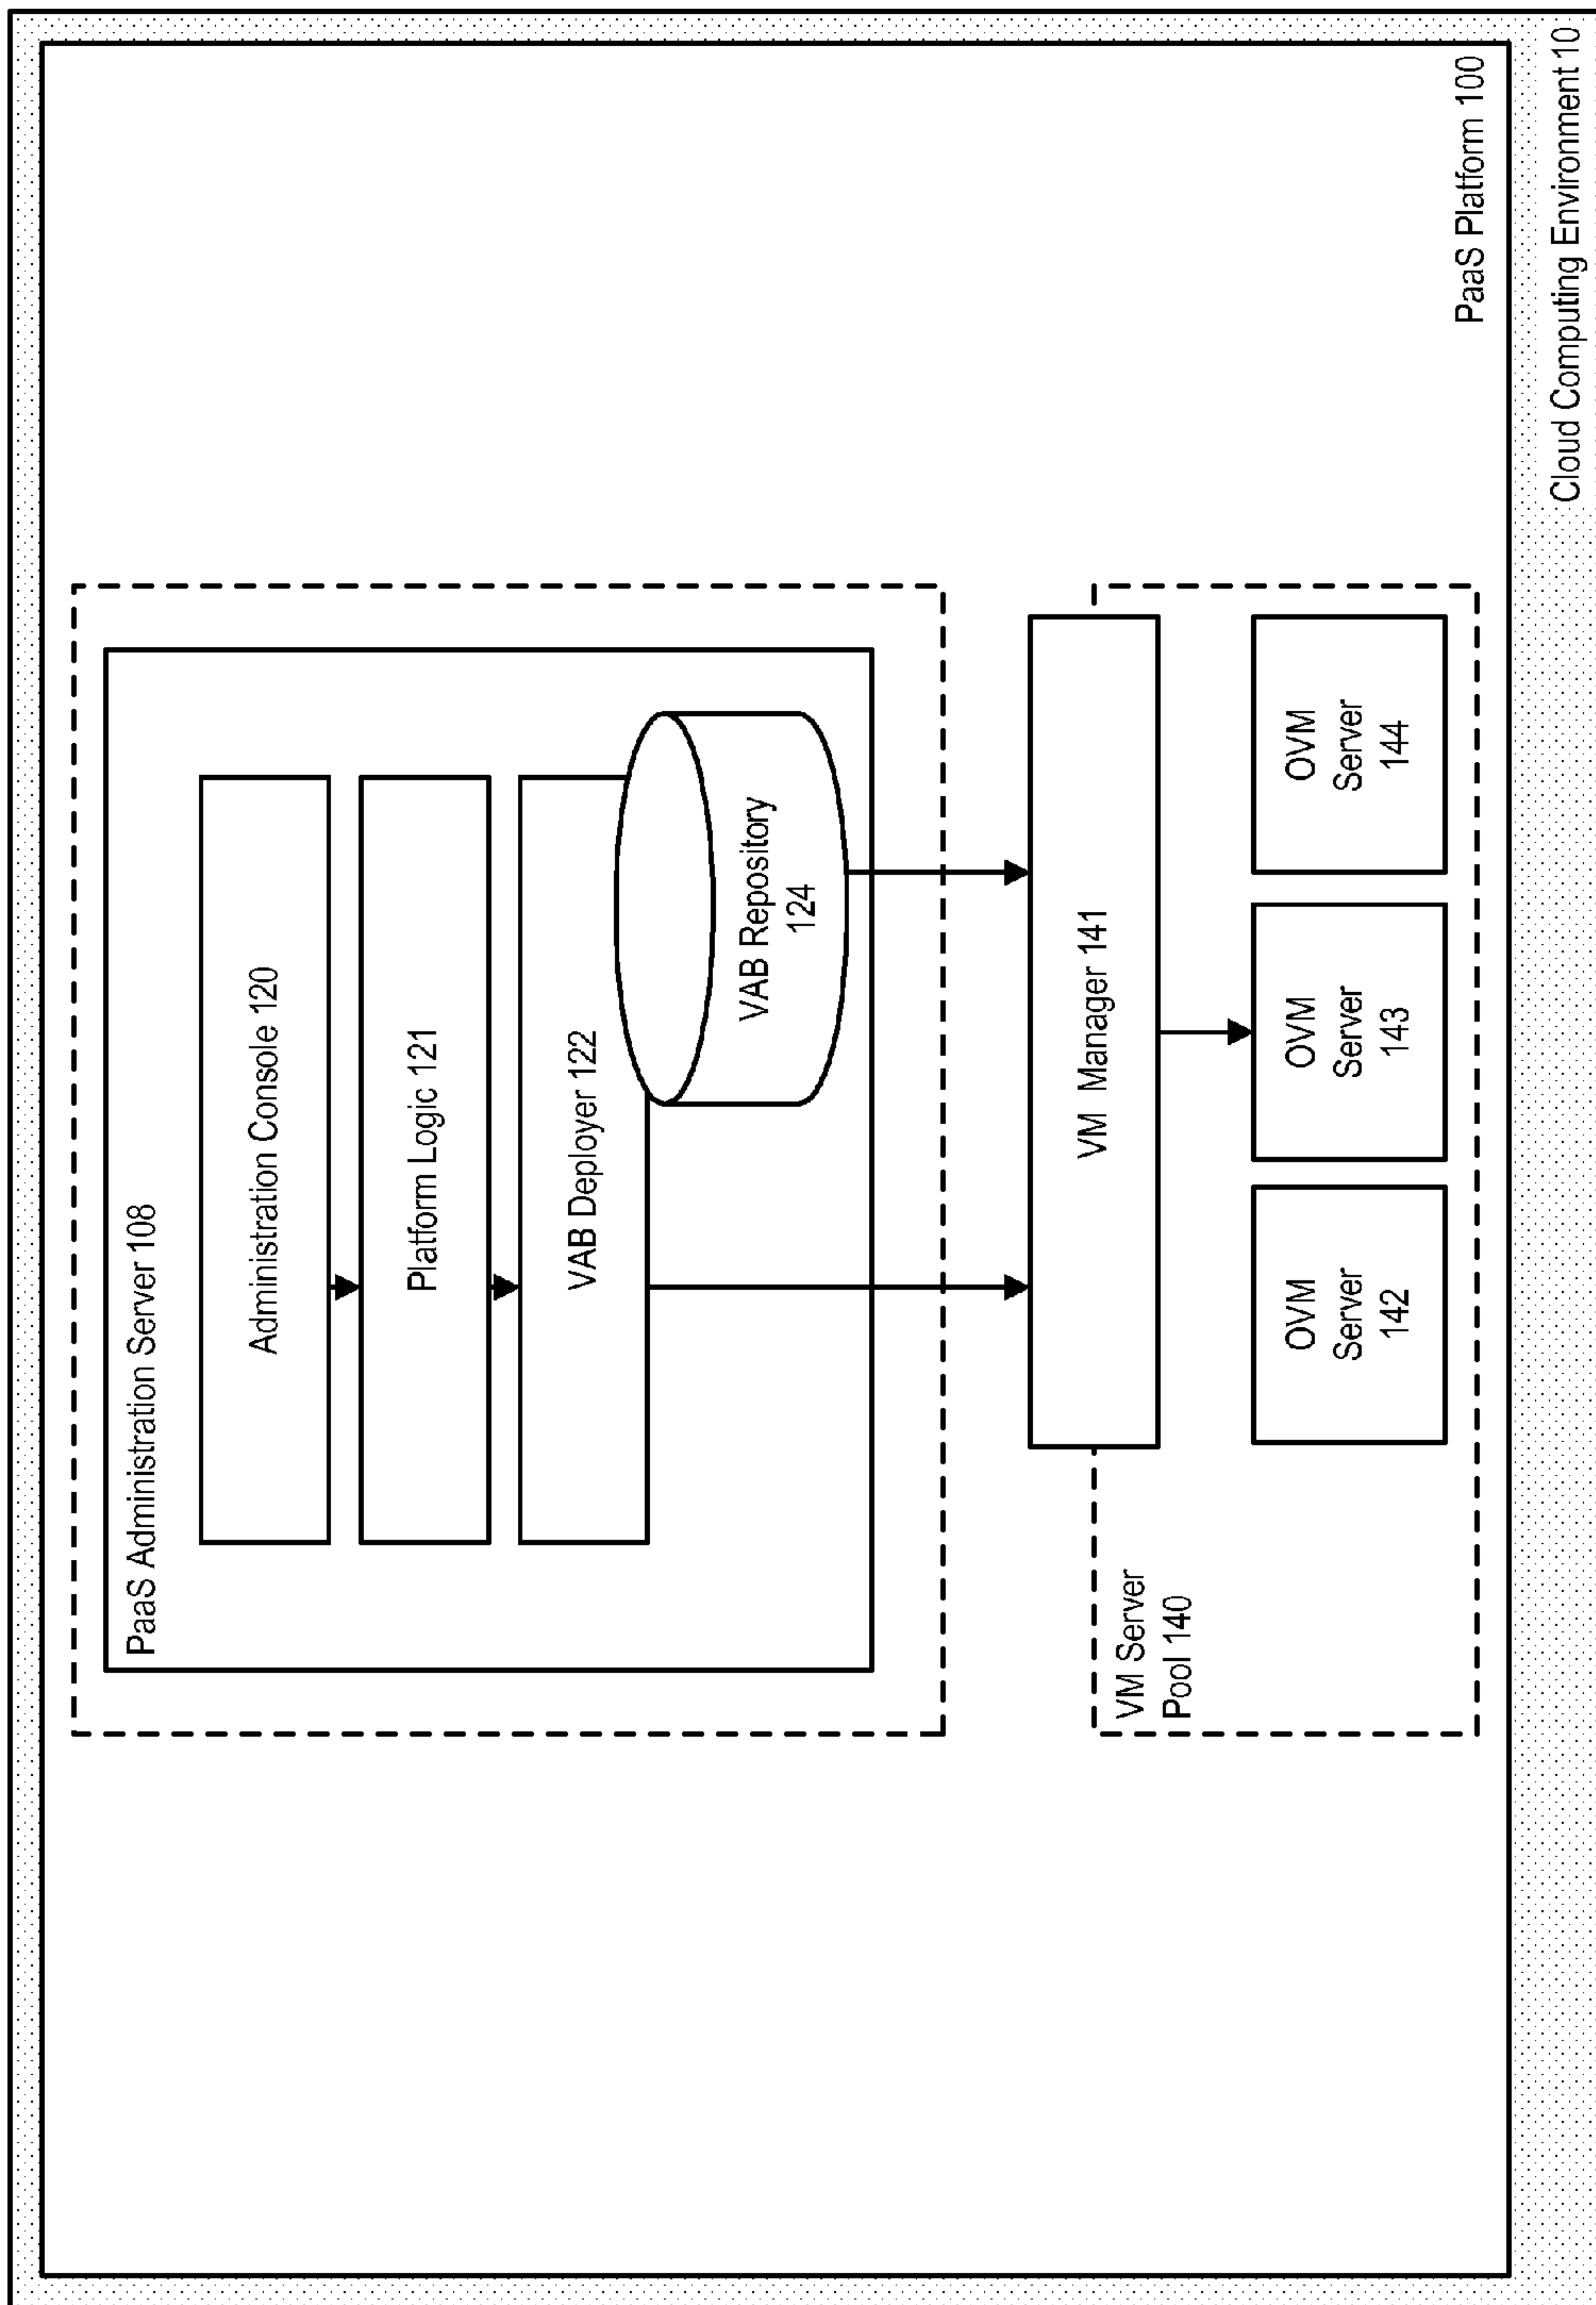 PaaS Administration Server 108
Administration Console 120
Platform Logic 121
VAB Deployer 122
VAB Repository
124
VM Manager 141
VM Server
Pool 140
OVM
Server
142
OVM
Server
143
OVM
Server
144
PaaS Platform 100
Cloud Computing Environment 10